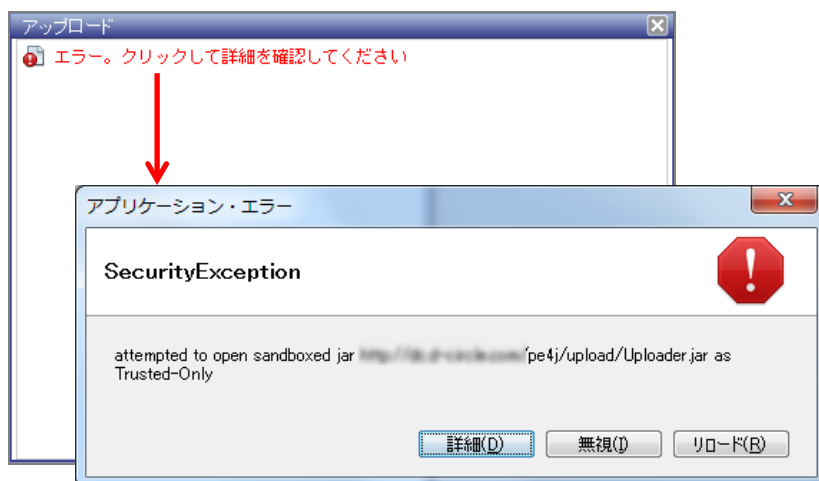 アップロード
エラー。クリックして詳細を確認してください
アプリケーション・エラー
SecurityException
attempted to open sandboxed jar /pe4j/upload/Uploader.jar as
Trusted-Only
詳細(D) 無視(I) リロード(R)